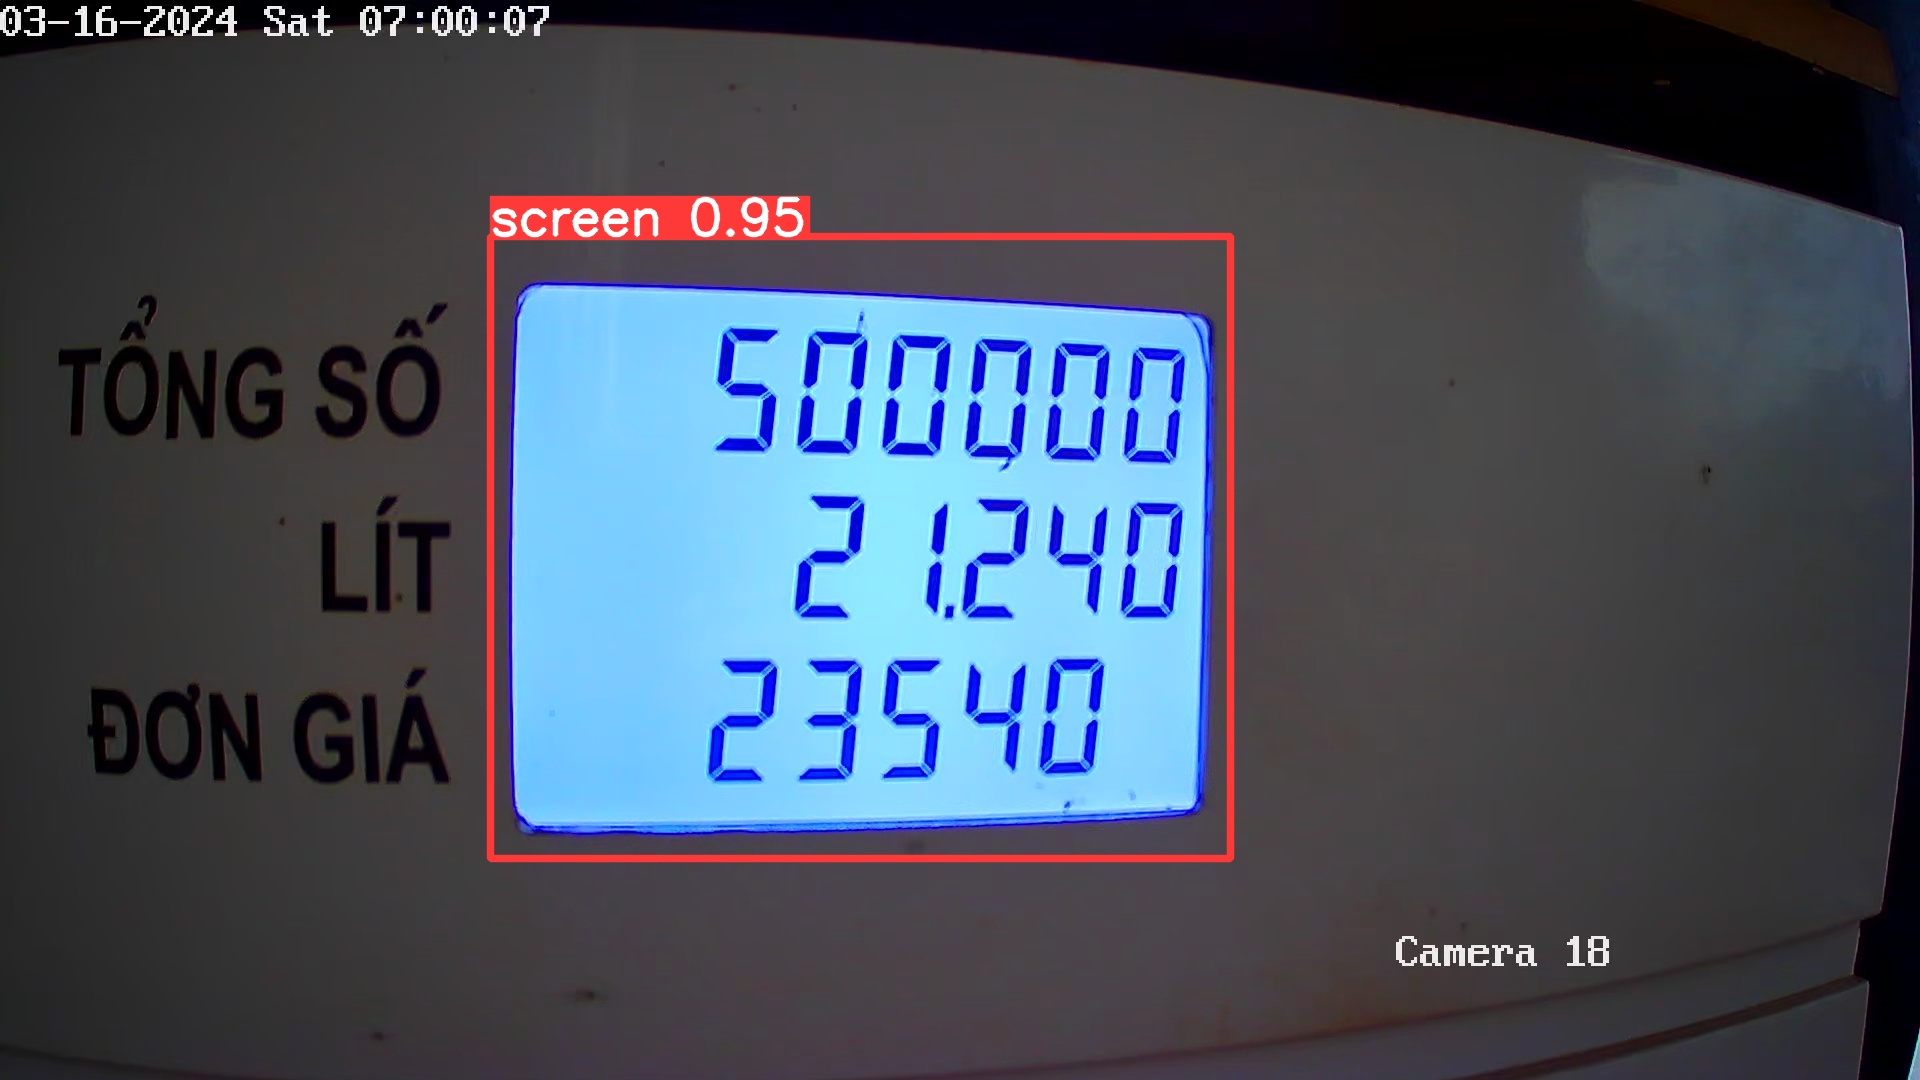 03-16-2024 Sat 07:00:07
screen 0.95
TỔNG SỐ 500000
LÍT 21.240
ĐƠN GIÁ 23540
Camera 18